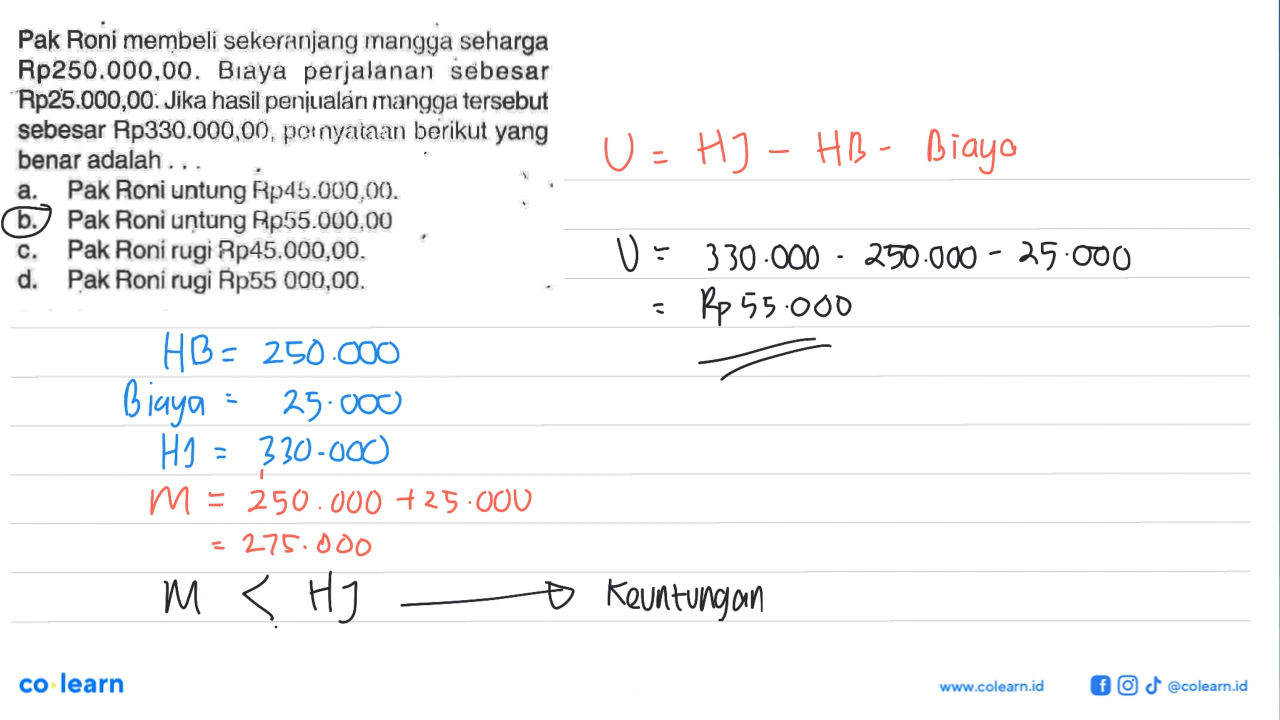 Pak Roni membeli sekeranjang mangga seharga
Rp250.000,00. Biaya perjalanan sebesar
Rp25.000,00. Jika hasil penjualan mangga tersebut
sebesar Rp330.000,00, pernyataan berikut yang
benar adalah . . .
a. Pak Roni untung Rp45.000,00.
b. Pak Roni untung Rp55.000,00
c. Pak Roni rugi Rp45.000,00.
d. Pak Roni rugi Rp55 000,00.
HB = 250.000
Biaya = 25.000
HJ = 330.000
M = 250.000 + 25.000
= 275.000
M < HJ → Keuntungan
U = HJ - HB - Biaya
U = 330.000 - 250.000 - 25.000
= Rp 55.000
co learn
www.colearn.id
@colearn.id